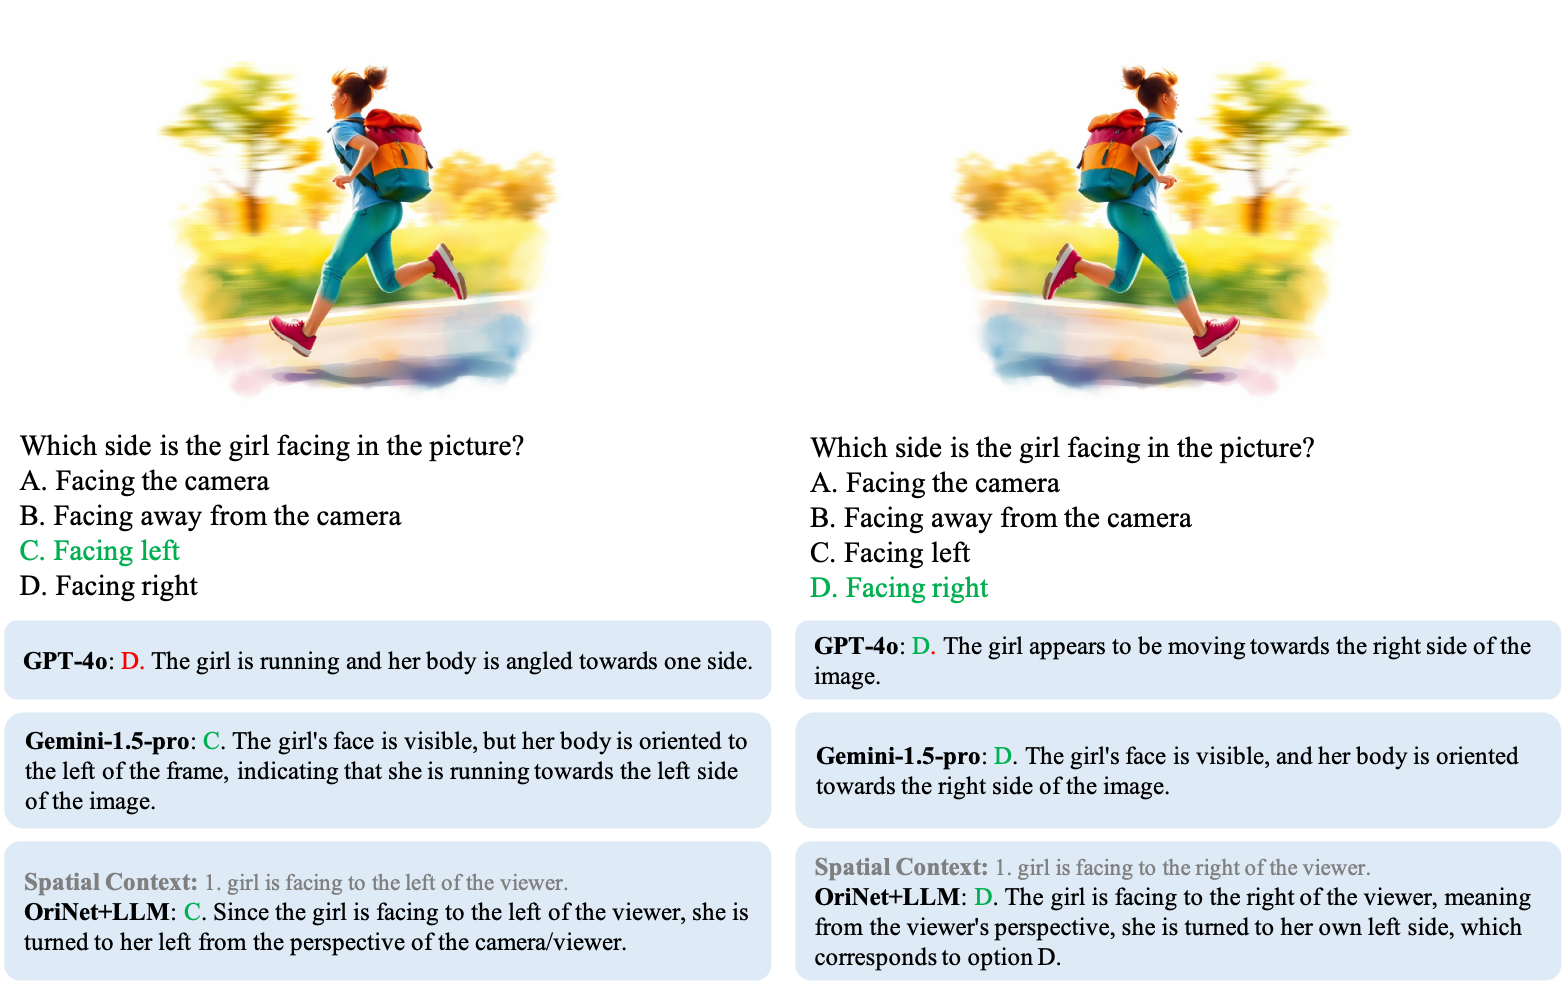 Which side is the girl facing in the picture?
A. Facing the camera
B. Facing away from the camera
C. Facing left
D. Facing right
GPT-4o: D. The girl is running and her body is angled towards one side.
Gemini-1.5-pro: C. The girl's face is visible, but her body is oriented to
the left of the frame, indicating that she is running towards the left side
of the image.
Spatial Context: 1. girl is facing to the left of the viewer.
OriNet+LLM: C. Since the girl is facing to the left of the viewer, she is
turned to her left from the perspective of the camera/viewer.
Which side is the girl facing in the picture?
A. Facing the camera
B. Facing away from the camera
C. Facing left
D. Facing right
GPT-4o: D. The girl appears to be moving towards the right side of the
image.
Gemini-1.5-pro: D. The girl's face is visible, and her body is oriented
towards the right side of the image.
Spatial Context: 1. girl is facing to the right of the viewer.
OriNet+LLM: D. The girl is facing to the right of the viewer, meaning
from the viewer's perspective, she is turned to her own left side, which
corresponds to option D.